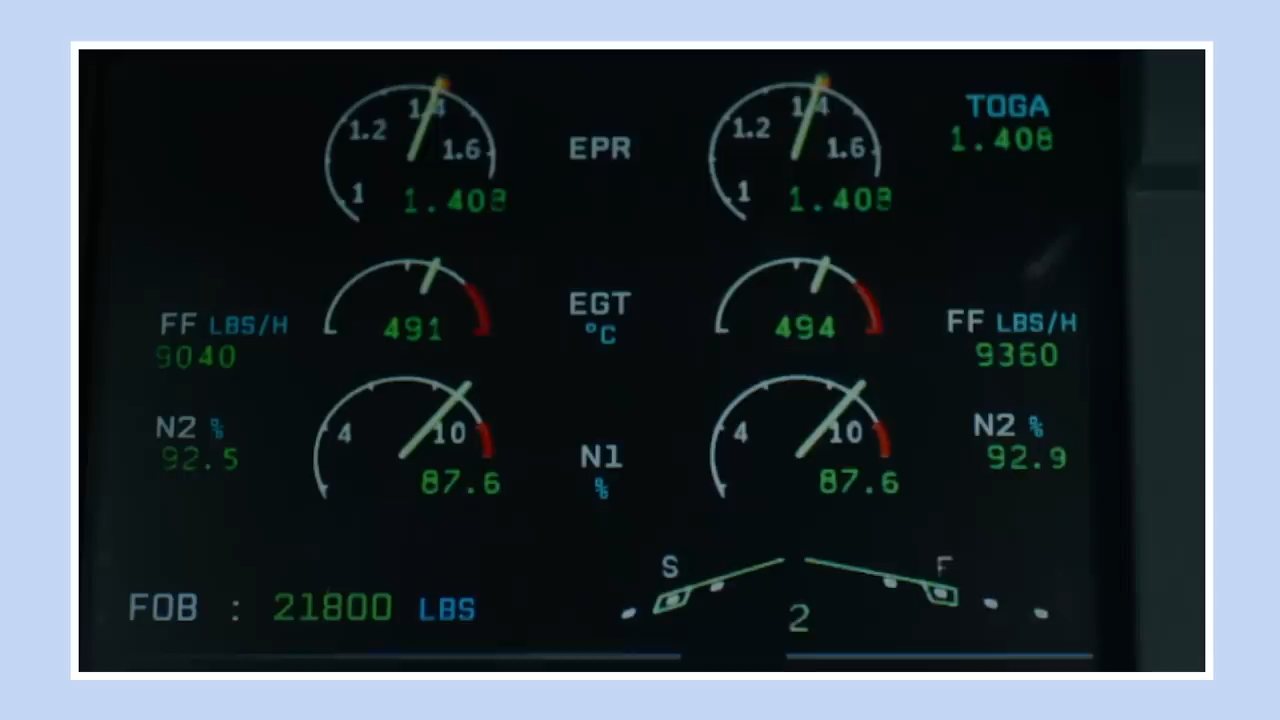 1.4 1.4 TOGA
1.2 1.6 EPR 1.2 1.6 1.408
1 1.408 1 1.408
EGT
FF LBS/H 491 °C 494 FF LBS/H
9040 9360
N2 % 4 10 4 10 N2 %
92.5 N1 92.9
87.6 % 87.6
S F
FOB : 21800 LBS 2